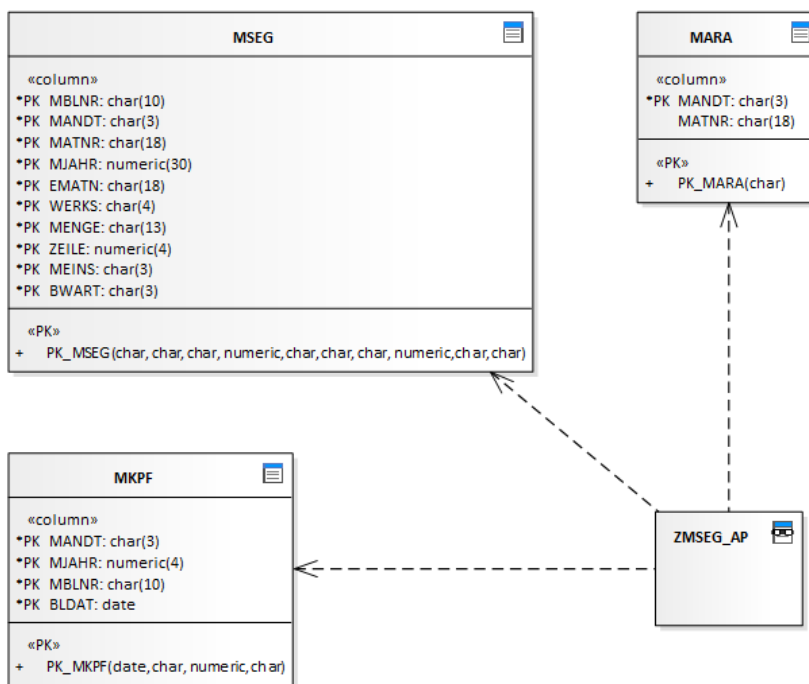 MSEG
«column»
*PK MBLNR: char(10)
*PK MANDT: char(3)
*PK MATNR: char(18)
*PK MJAHR: numeric(30)
*PK EMATN: char(18)
*PK WERKS: char(4)
*PK MENGE: char(13)
*PK ZEILE: numeric(4)
*PK MEINS: char(3)
*PK BWART: char(3)
«PK»
+ PK_MSEG(char, char, char, numeric,char,char, char, numeric,char,char)
MARA
«column»
*PK MANDT: char(3)
MATNR: char(18)
«PK»
+ PK_MARA(char)
MKPF
«column»
*PK MANDT: char(3)
*PK MJAHR: numeric(4)
*PK MBLNR: char(10)
*PK BLDAT: date
«PK»
+ PK_MKPF(date,char, numeric,char)
ZMSEG_AP